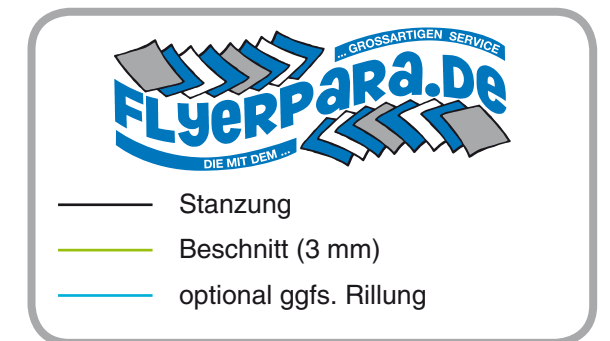 ... GROSSARTIGEN SERVICE
FLYERPARA.DE
DIE MIT DEM ...
Stanzung
Beschnitt (3 mm)
optional ggfs. Rillung